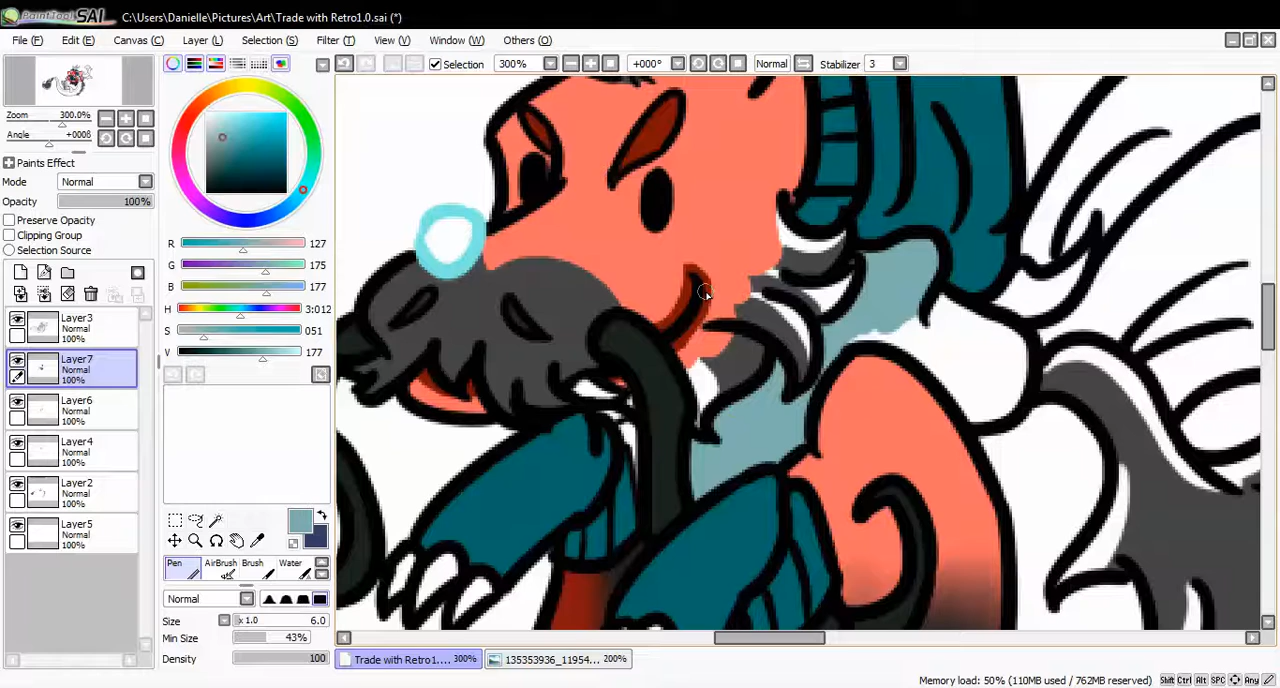 PaintTool SAI C:\Users\Danielle\Pictures\Art\Trade with Retro1.0.sai (*)
File (F) Edit (E) Canvas (C) Layer (L) Selection (S) Filter (T) View (V) Window (W) Others (O)
Selection 300% +000° Normal Stabilizer 3
Zoom 300.0%
Angle +000ß
Paints Effect
Mode Normal
Opacity 100%
Preserve Opacity
Clipping Group
Selection Source
Layer3
Normal
100%
Layer7
Normal
100%
Layer6
Normal
100%
Layer4
Normal
100%
Layer2
Normal
100%
Layer5
Normal
100%
R 127
G 175
B 177
H 3:012
S 051
V 177
Pen AirBrush Brush Water
Normal
Size x 1.0 6.0
Min Size 43%
Density 100
Trade with Retro1.... 300% 135353936_11954... 200%
Memory load: 50% (110MB used / 762MB reserved) Shift Ctrl Alt SPC Any